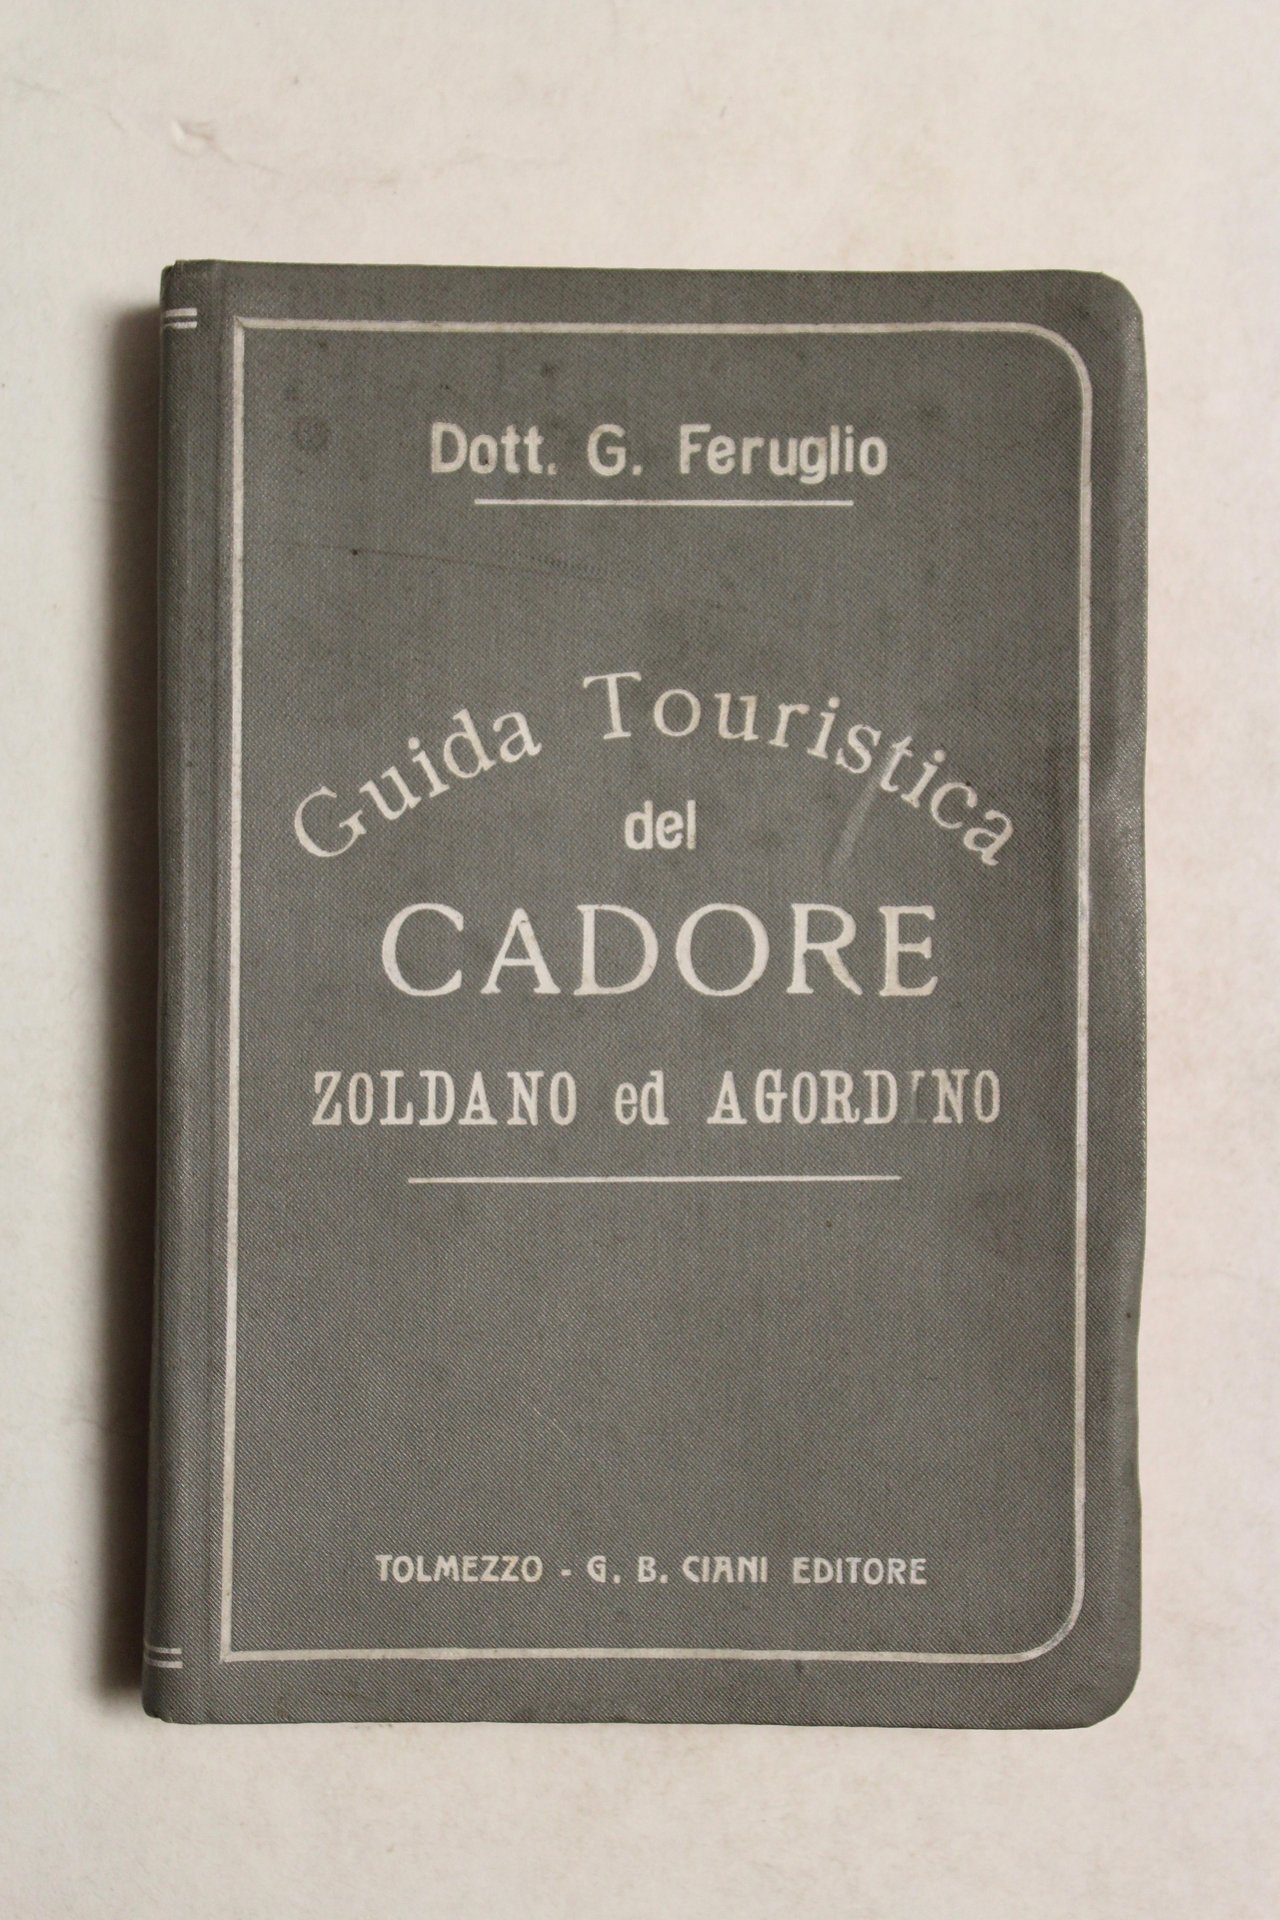 Dott. G. Feruglio
Guida Touristica
del
CADORE
ZOLDANO ed AGORDINO
TOLMEZZO - G. B. CIANI EDITORE